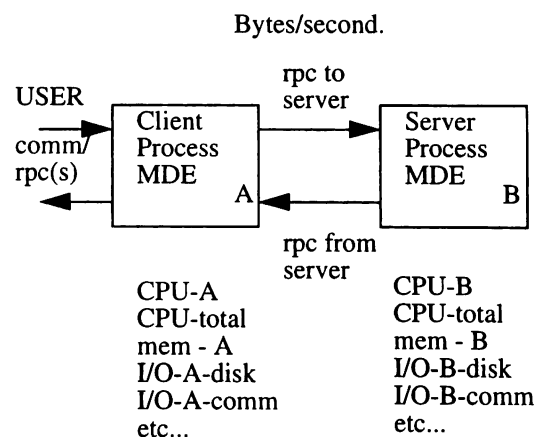 Bytes/second.
rpc to
server
USER
comm/
rpc(s)
Client
Process
MDE
A
Server
Process
MDE
B
rpc from
server
CPU-A
CPU-total
mem - A
I/O-A-disk
I/O-A-comm
etc...
CPU-B
CPU-total
mem - B
I/O-B-disk
I/O-B-comm
etc...